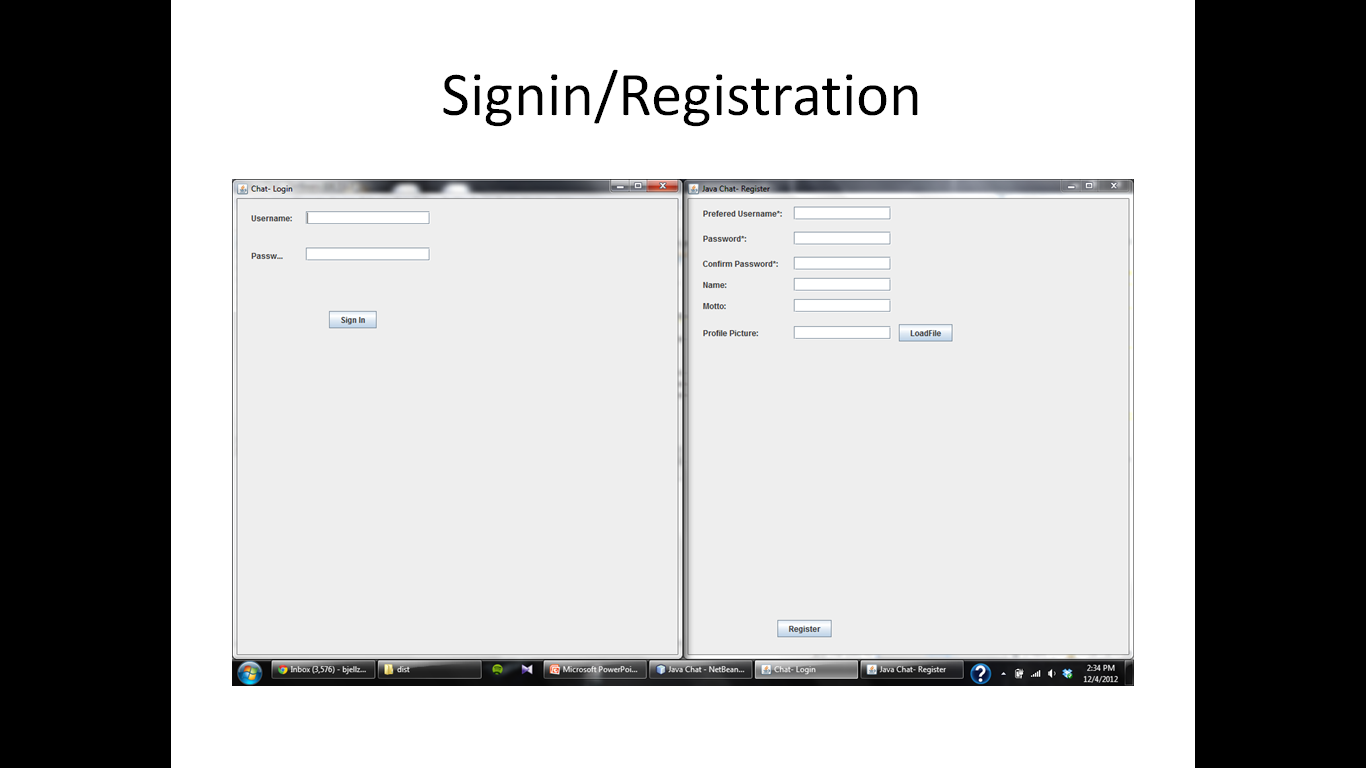 Signin/Registration
Chat- Login
Username:
Passw...
Sign In
Java Chat- Register
Prefered Username*:
Password*:
Confirm Password*:
Name:
Motto:
Profile Picture:
LoadFile
Register
Inbox (3,576) - bjellz...
dist
Microsoft PowerPoi...
Java Chat - NetBean...
Chat- Login
Java Chat- Register
2:34 PM
12/4/2012